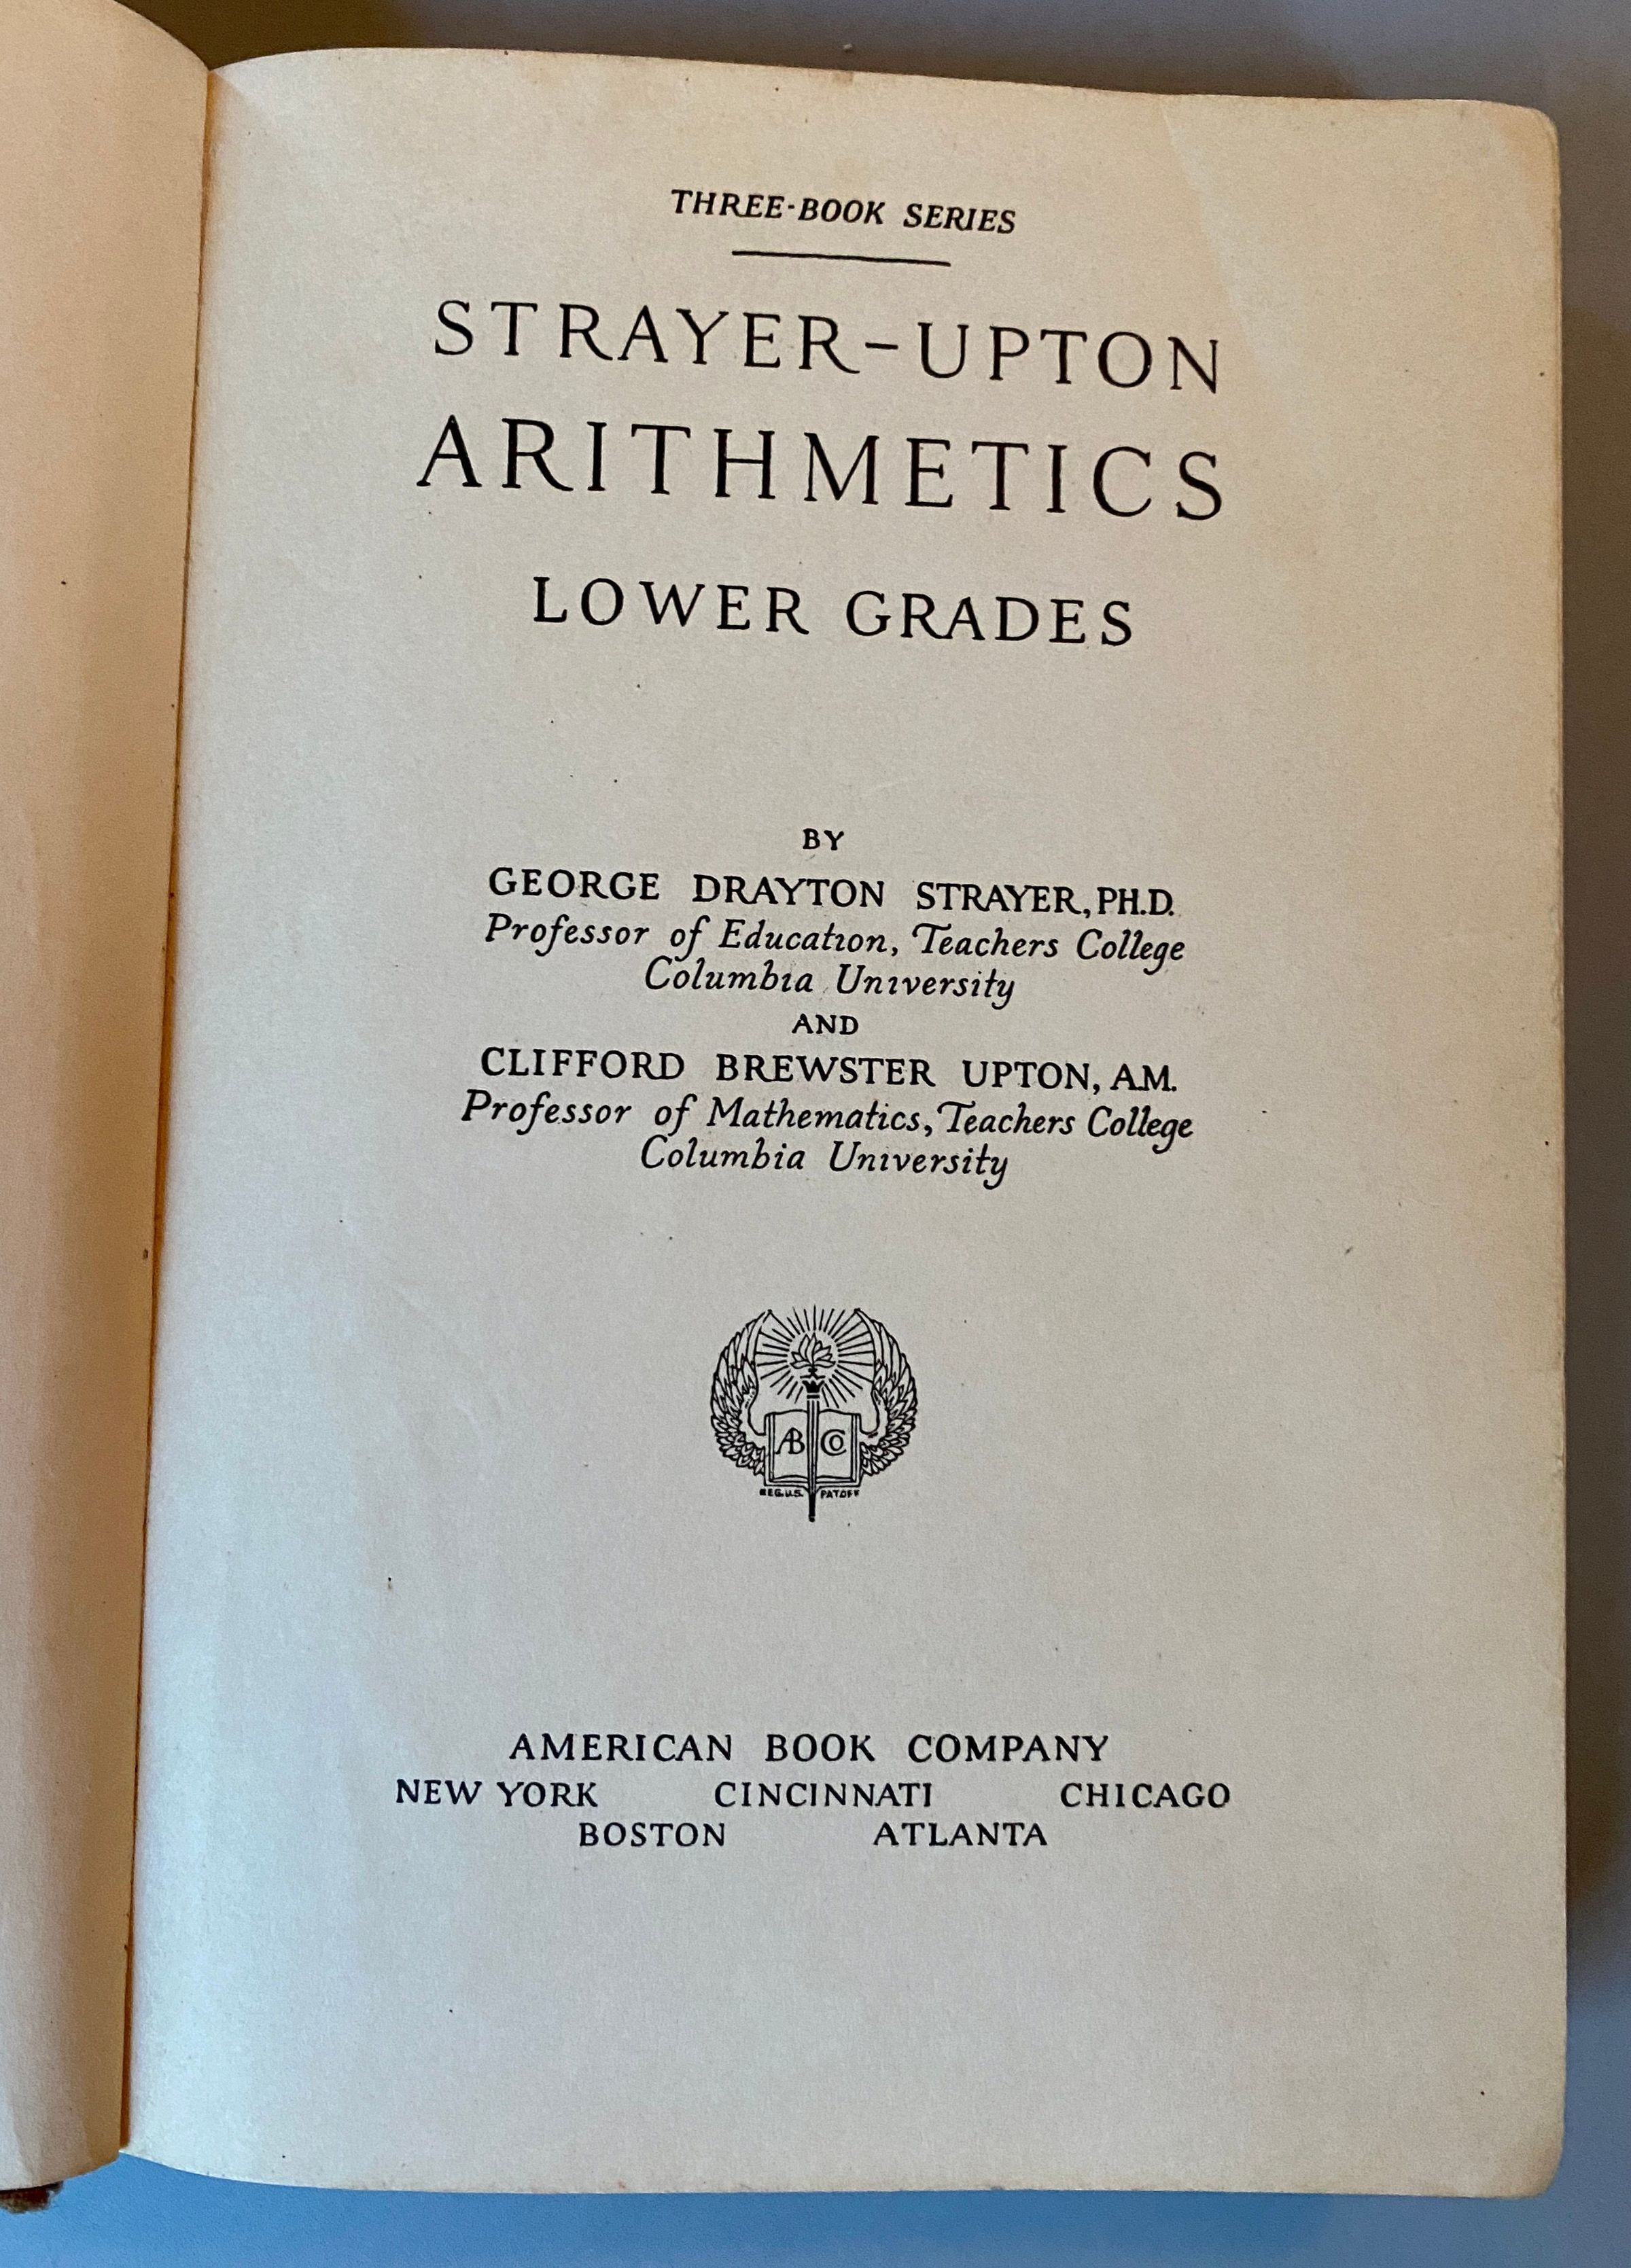 THREE-BOOK SERIES
STRAYER-UPTON
ARITHMETICS
LOWER GRADES
BY
GEORGE DRAYTON STRAYER, PH.D.
Professor of Education, Teachers College
Columbia University
AND
CLIFFORD BREWSTER UPTON, A.M.
Professor of Mathematics, Teachers College
Columbia University
AB CO
REG.U.S. PAT.OFF
AMERICAN BOOK COMPANY
NEW YORK CINCINNATI CHICAGO
BOSTON ATLANTA